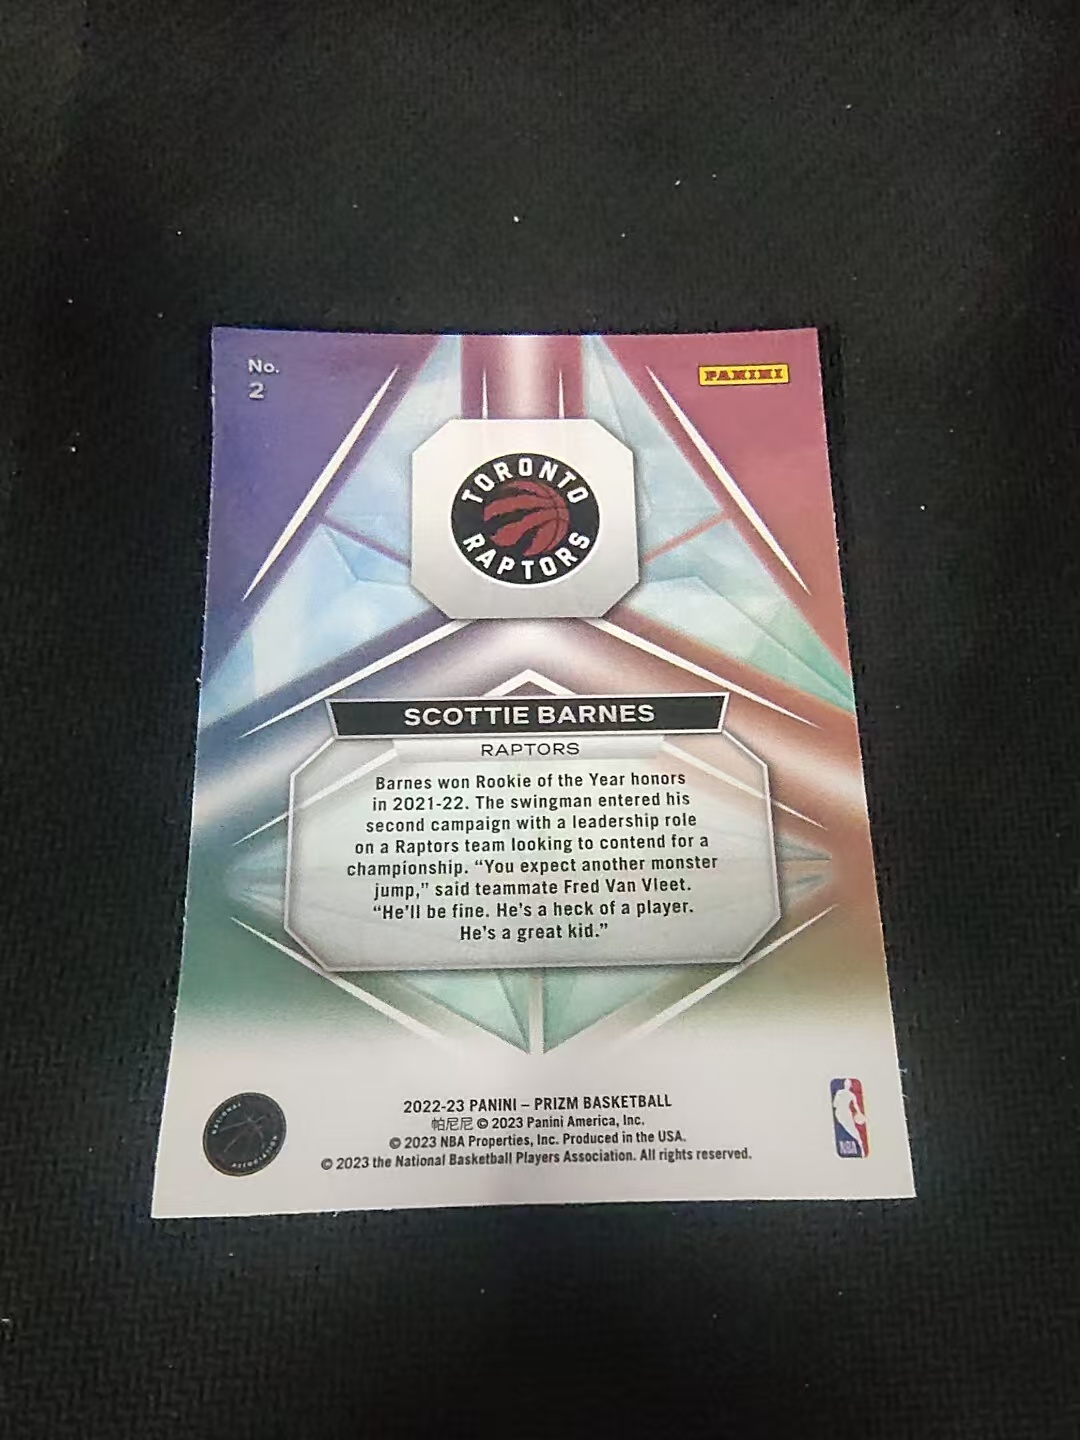 No.
2
PANINI
TORONTO
RAPTORS
SCOTTIE BARNES
RAPTORS
Barnes won Rookie of the Year honors
in 2021-22. The swingman entered his
second campaign with a leadership role
on a Raptors team looking to contend for a
championship. “You expect another monster
jump,” said teammate Fred Van Vleet.
“He'll be fine. He's a heck of a player.
He's a great kid.”
2022-23 PANINI – PRIZM BASKETBALL
帕尼尼 © 2023 Panini America, Inc.
© 2023 NBA Properties, Inc. Produced in the USA.
© 2023 the National Basketball Players Association. All rights reserved.
NATIONAL
ASSOCIATION
NBA